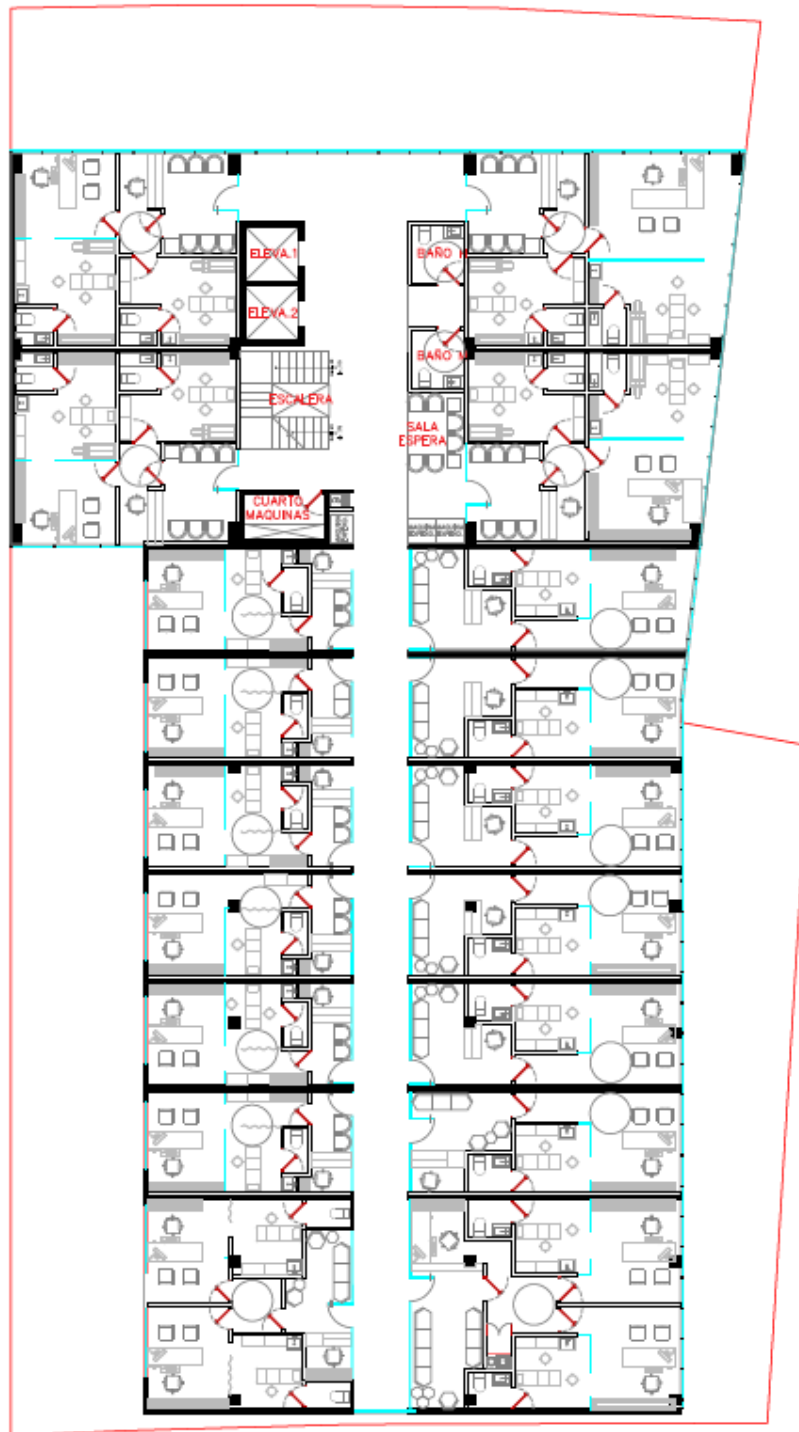 ELEVA.1
BAÑO H
ELEVA.2
BAÑO M
ESCALERA
SALA
ESPERA
CUARTO
MAQUINAS